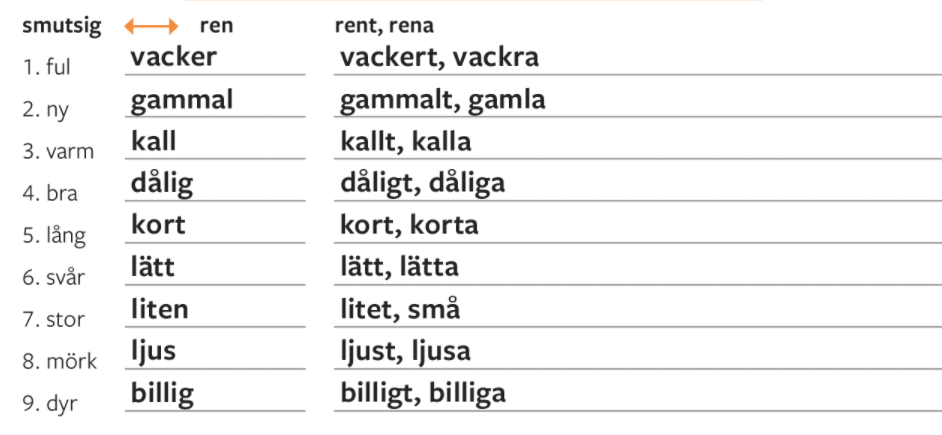 smutsig ren rent, rena
1. ful vacker vackert, vackra
2. ny gammal gammalt, gamla
3. varm kall kallt, kalla
4. bra dålig dåligt, dåliga
5. lång kort kort, korta
6. svår lätt lätt, lätta
7. stor liten litet, små
8. mörk ljus ljust, ljusa
9. dyr billig billigt, billiga